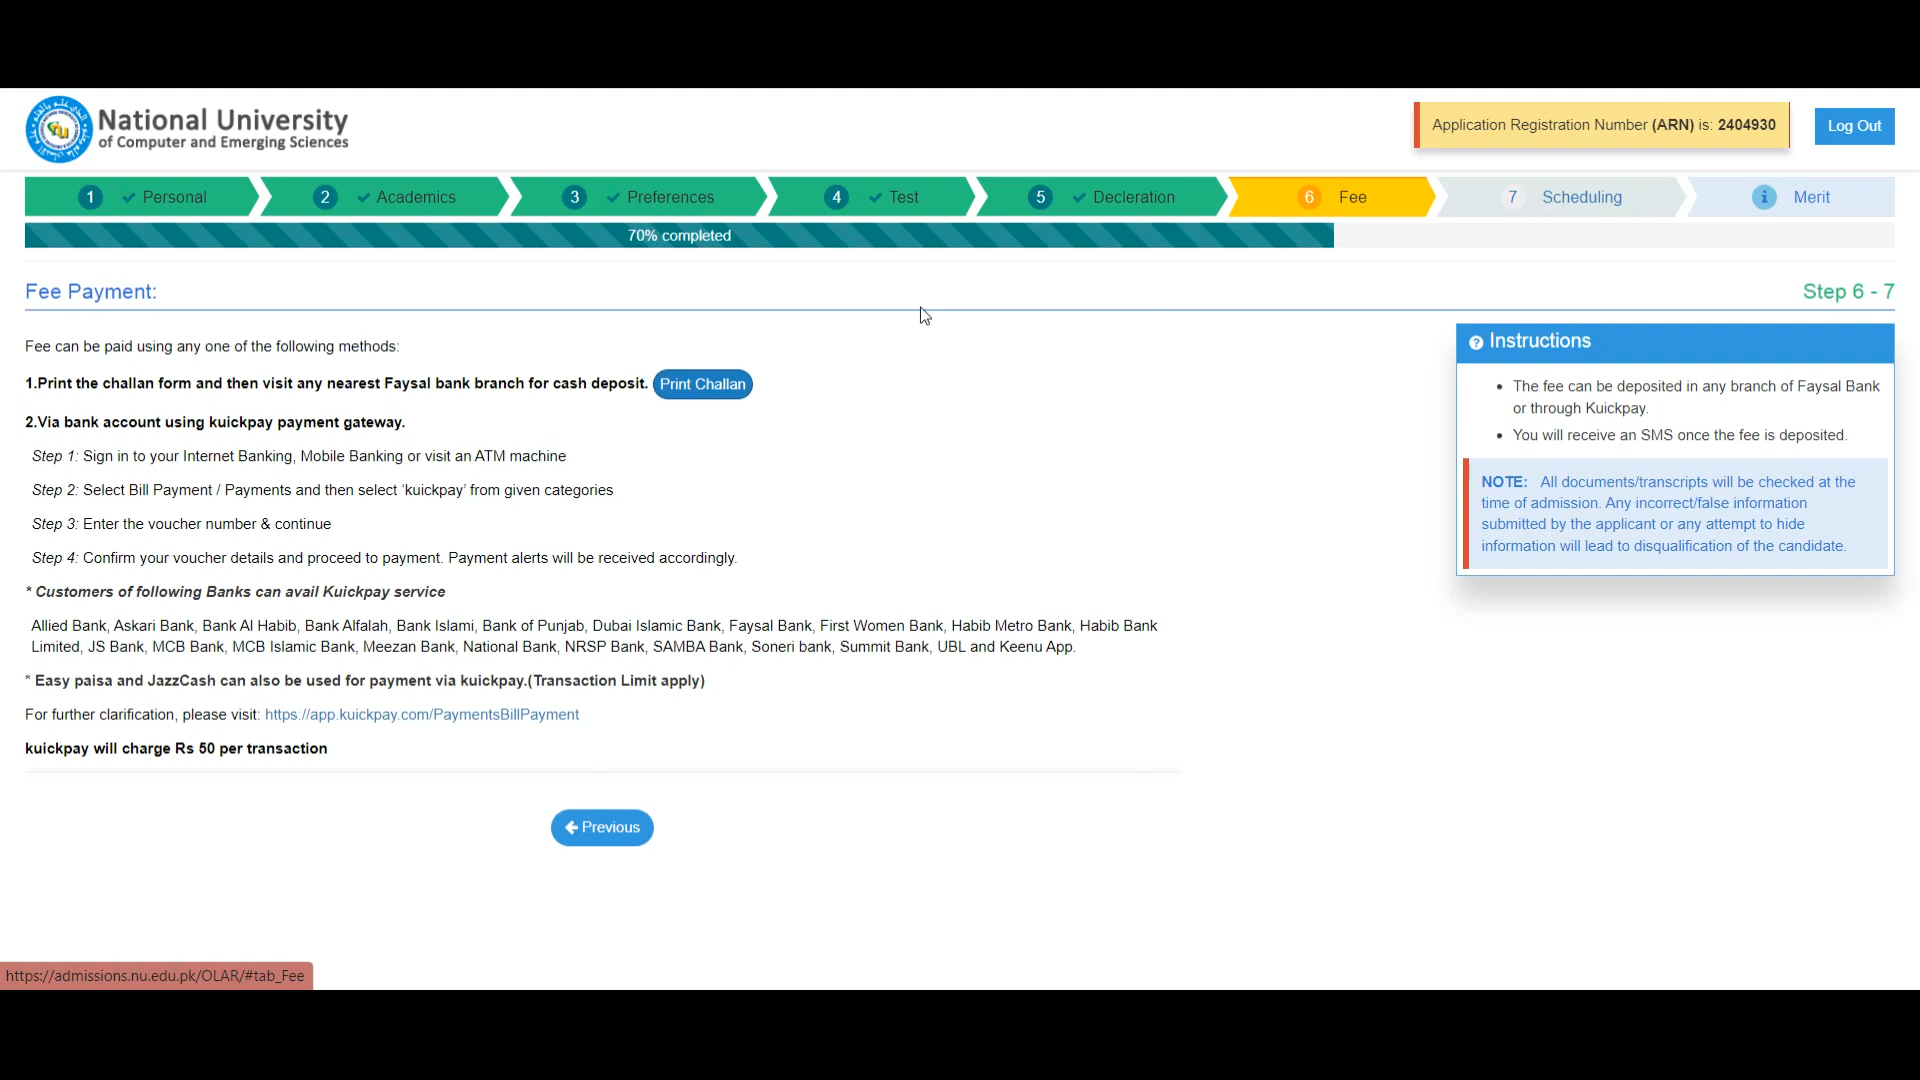 National University
of Computer and Emerging Sciences
Application Registration Number (ARN) is: 2404930
Log Out
1 Personal
2 Academics
3 Preferences
4 Test
5 Decleration
6 Fee
7 Scheduling
Merit
70% completed
Fee Payment:
Step 6 - 7
Fee can be paid using any one of the following methods:
1.Print the challan form and then visit any nearest Faysal bank branch for cash deposit. Print Challan
2.Via bank account using kuickpay payment gateway.
Step 1: Sign in to your Internet Banking, Mobile Banking or visit an ATM machine
Step 2: Select Bill Payment / Payments and then select ‘kuickpay’ from given categories
Step 3: Enter the voucher number & continue
Step 4: Confirm your voucher details and proceed to payment. Payment alerts will be received accordingly.
* Customers of following Banks can avail Kuickpay service
Allied Bank, Askari Bank, Bank Al Habib, Bank Alfalah, Bank Islami, Bank of Punjab, Dubai Islamic Bank, Faysal Bank, First Women Bank, Habib Metro Bank, Habib Bank
Limited, JS Bank, MCB Bank, MCB Islamic Bank, Meezan Bank, National Bank, NRSP Bank, SAMBA Bank, Soneri bank, Summit Bank, UBL and Keenu App.
* Easy paisa and JazzCash can also be used for payment via kuickpay.(Transaction Limit apply)
For further clarification, please visit: https://app.kuickpay.com/PaymentsBillPayment
kuickpay will charge Rs 50 per transaction
Previous
Instructions
• The fee can be deposited in any branch of Faysal Bank
or through Kuickpay.
• You will receive an SMS once the fee is deposited.
NOTE: All documents/transcripts will be checked at the
time of admission. Any incorrect/false information
submitted by the applicant or any attempt to hide
information will lead to disqualification of the candidate.
https://admissions.nu.edu.pk/OLAR/#tab_Fee